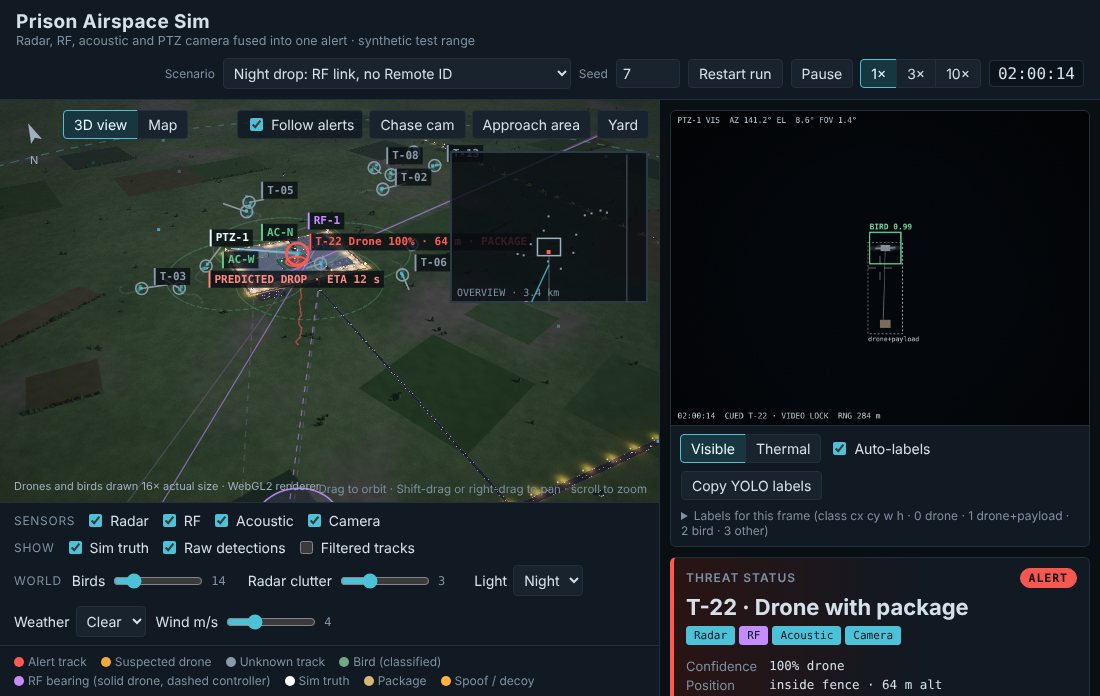 Prison Airspace Sim
Radar, RF, acoustic and PTZ camera fused into one alert · synthetic test range
Scenario
Night drop: RF link, no Remote ID
Seed
7
Restart run
Pause
1×
3×
10×
02:00:14
3D view
Map
Follow alerts
Chase cam
Approach area
Yard
N
T-08
T-02
T-05
RF-1
AC-N
PTZ-1
T-22 Drone 100% · 64 m · PACKAGE
AC-W
T-06
T-03
PREDICTED DROP · ETA 12 s
OVERVIEW · 3.4 km
Drones and birds drawn 16× actual size · WebGL2 renderer
Drag to orbit · Shift-drag or right-drag to pan · scroll to zoom
PTZ-1 VIS AZ 141.2° EL 8.6° FOV 1.4°
BIRD 0.99
drone+payload
02:00:14 CUED T-22 · VIDEO LOCK RNG 284 m
Visible
Thermal
Auto-labels
Copy YOLO labels
Labels for this frame (class cx cy w h · 0 drone · 1 drone+payload ·
2 bird · 3 other)
SENSORS
Radar
RF
Acoustic
Camera
SHOW
Sim truth
Raw detections
Filtered tracks
WORLD
Birds
14
Radar clutter
3
Light
Night
Weather
Clear
Wind m/s
4
Alert track
Suspected drone
Unknown track
Bird (classified)
RF bearing (solid drone, dashed controller)
Sim truth
Package
Spoof / decoy
THREAT STATUS
ALERT
T-22 · Drone with package
Radar
RF
Acoustic
Camera
Confidence 100% drone
Position inside fence · 64 m alt